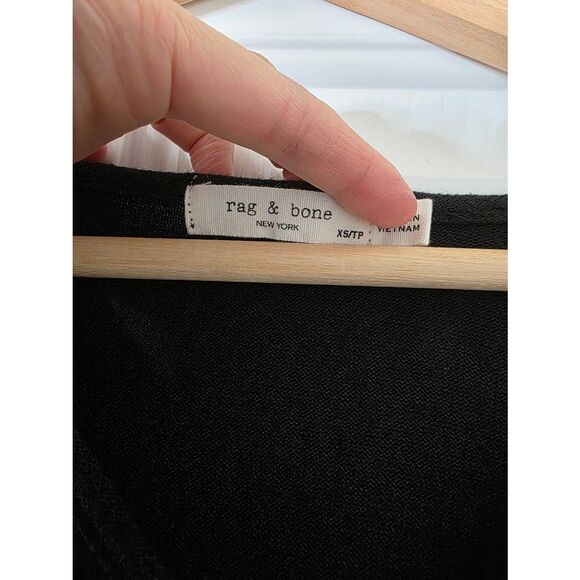 rag & bone
NEW YORK
XS/TP
VIETNAM